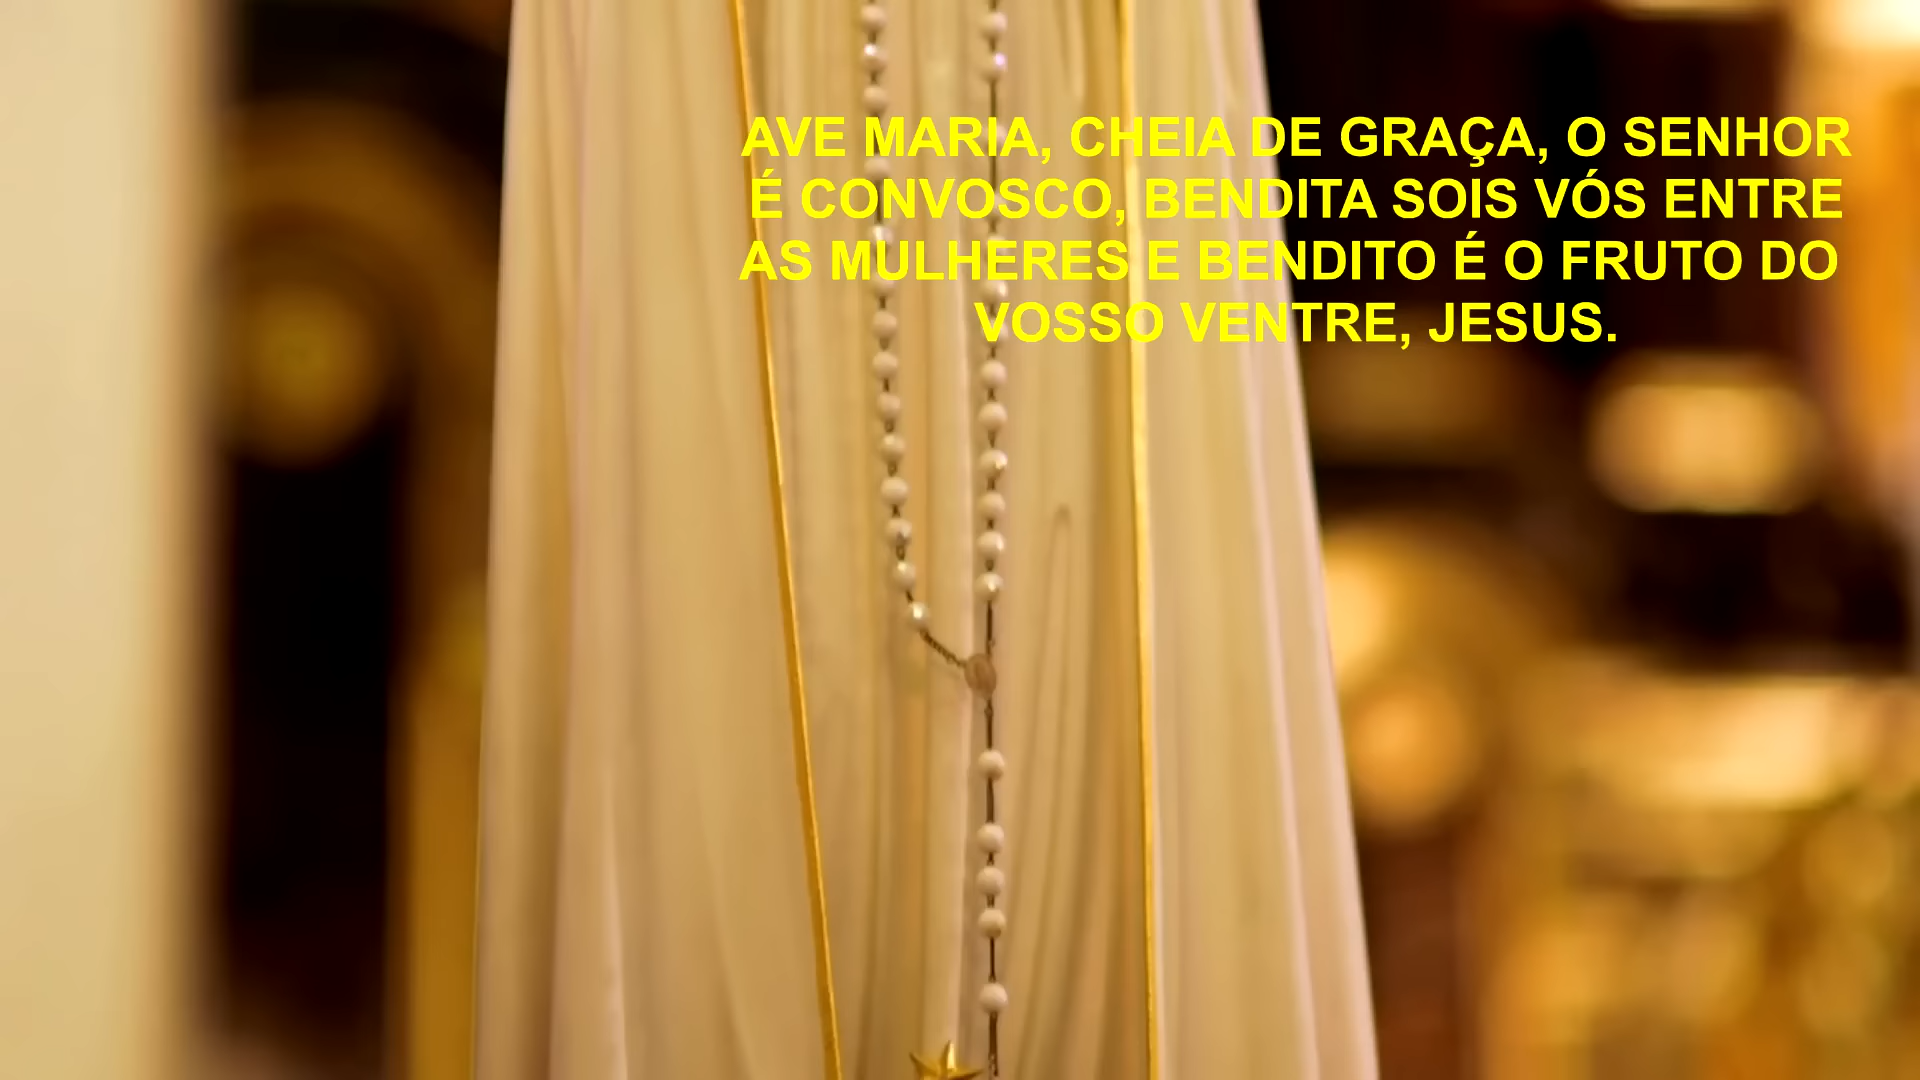 AVE MARIA, CHEIA DE GRAÇA, O SENHOR
É CONVOSCO, BENDITA SOIS VÓS ENTRE
AS MULHERES E BENDITO É O FRUTO DO
VOSSO VENTRE, JESUS.